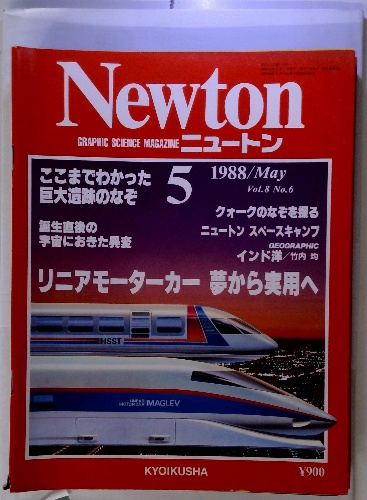 Newton
GRAPHIC SCIENCE MAGAZINE ニュートン
ここまでわかった
巨大遺跡のなぞ
5
1988/May
Vol.8 No.6
誕生直後の
宇宙におきた異変
クォークのなぞを探る
ニュートン スペースキャンプ
GEOGRAPHIC
インド洋/竹内 均
リニアモーターカー 夢から実用へ
HSST
MAGLEV
KYOIKUSHA
¥900